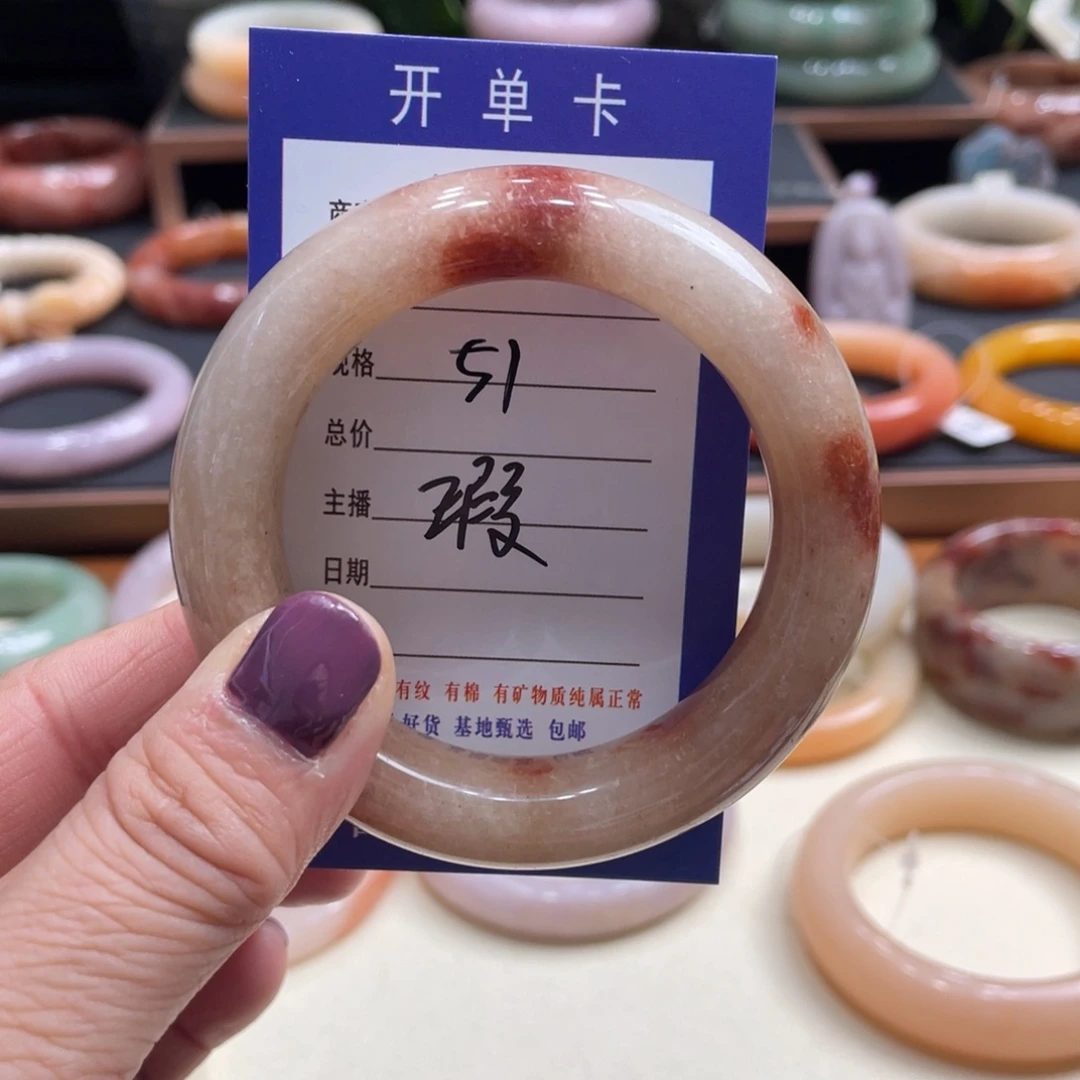 开单卡
规格 51
总价
主播 瑕
日期
有纹 有棉 有矿物质纯属正常
好货 基地甄选 包邮